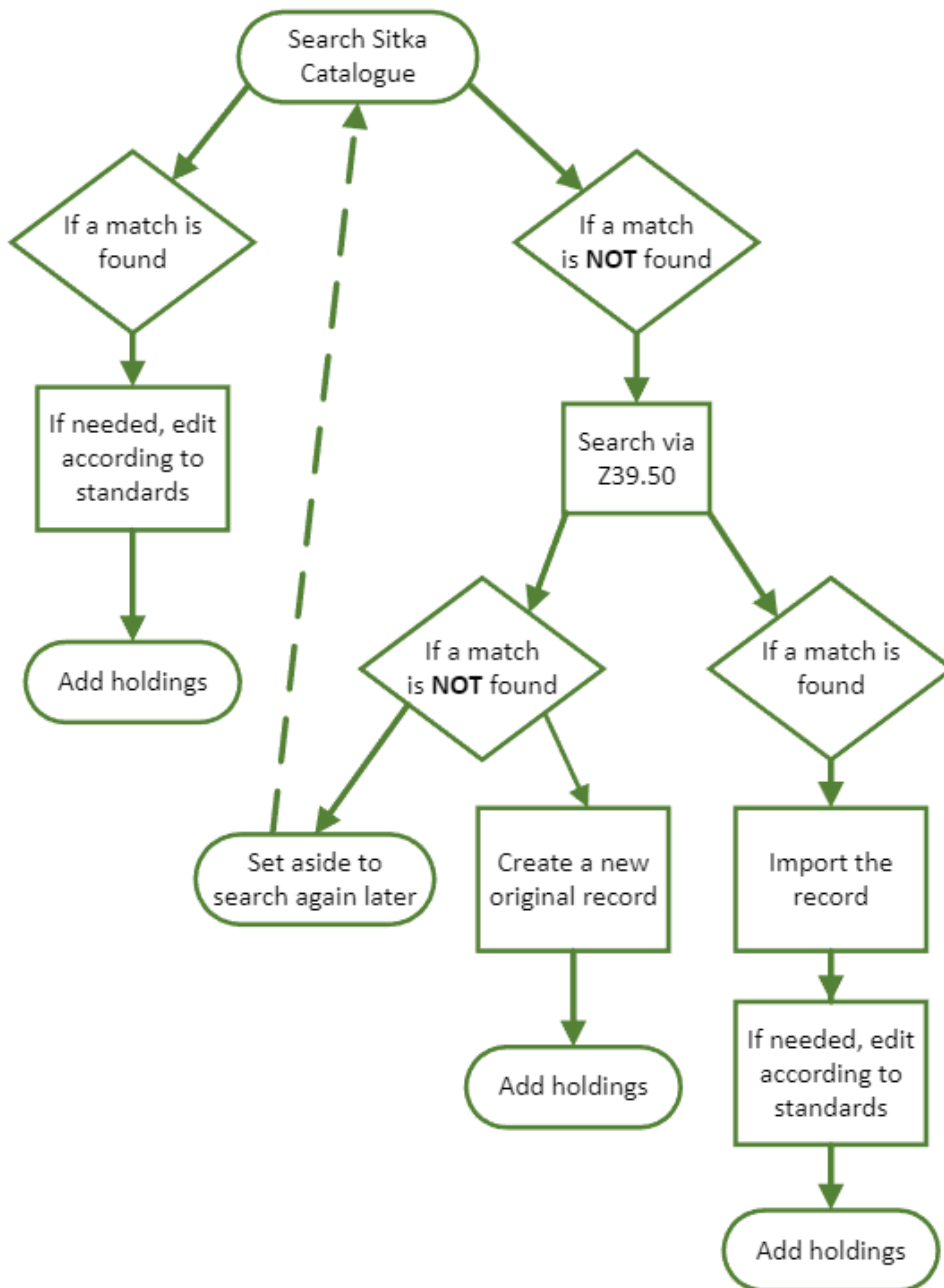 Search Sitka
Catalogue
If a match is
found
If a match
is NOT found
If needed, edit
according to
standards
Search via
Z39.50
Add holdings
If a match
is NOT found
If a match is
found
Set aside to
search again later
Create a new
original record
Import the
record
Add holdings
If needed, edit
according to
standards
Add holdings